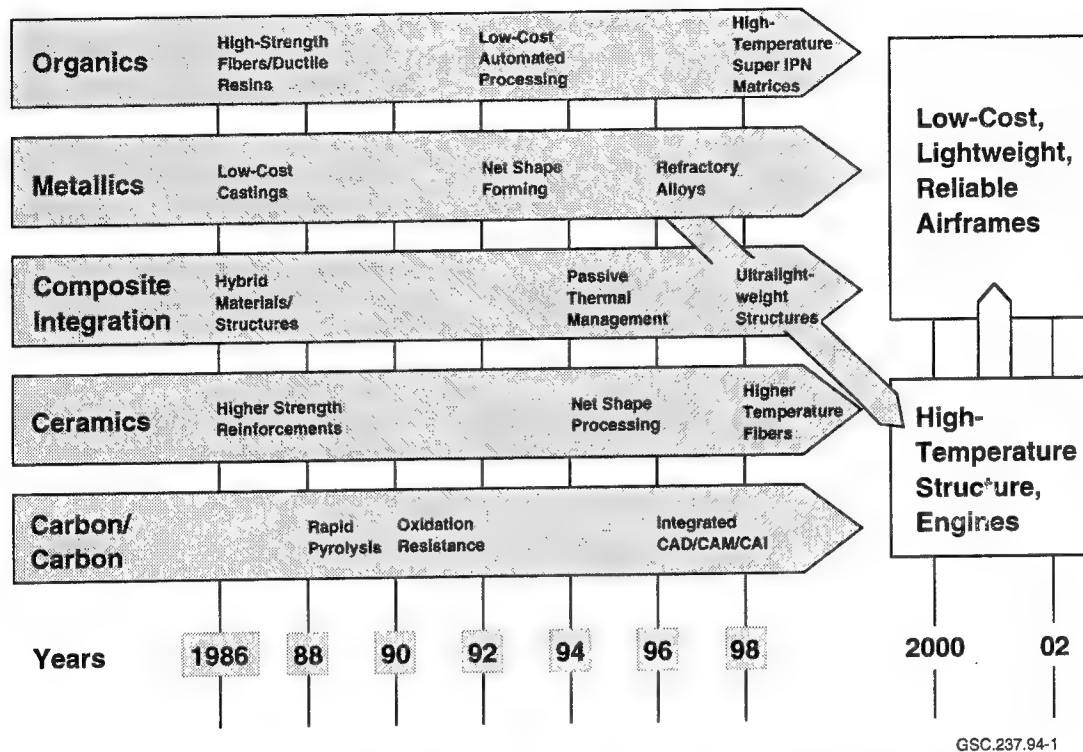 Organics
High-Strength
Fibers/Ductile
Resins
Low-Cost
Automated
Processing
High-
Temperature
Super IPN
Matrices
Metallics
Low-Cost
Castings
Net Shape
Forming
Refractory
Alloys
Composite
Integration
Hybrid
Materials/
Structures
Passive
Thermal
Management
Ultralight-
weight
Structures
Ceramics
Higher Strength
Reinforcements
Net Shape
Processing
Higher
Temperature
Fibers
Carbon/
Carbon
Rapid
Pyrolysis
Oxidation
Resistance
Integrated
CAD/CAM/CAI
Low-Cost,
Lightweight,
Reliable
Airframes
High-
Temperature
Structure,
Engines
Years 1986 88 90 92 94 96 98 2000 02
GSC.237.94-1